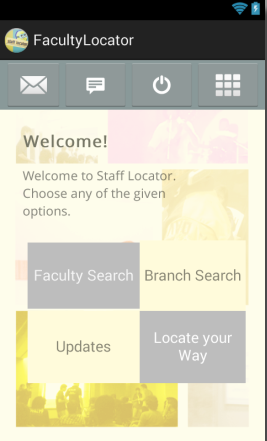 FacultyLocator
Welcome!
Welcome to Staff Locator.
Choose any of the given
options.
Faculty Search
Branch Search
Updates
Locate your
Way